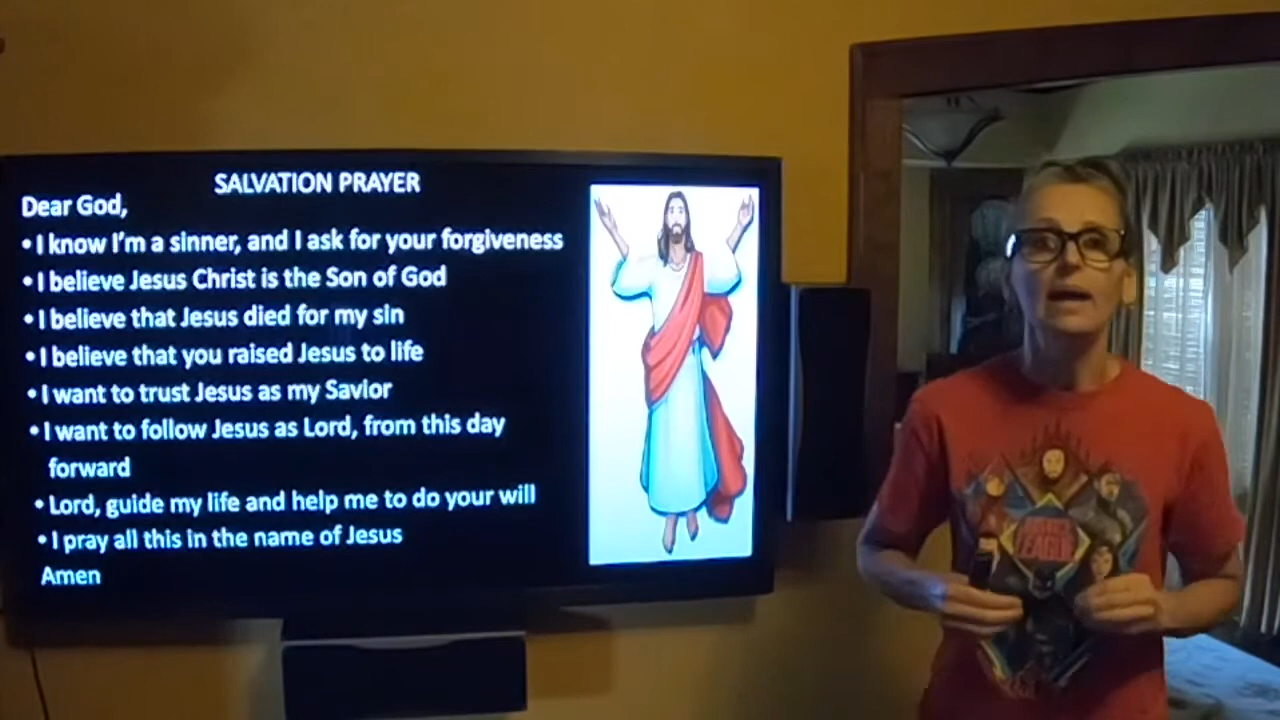 SALVATION PRAYER
Dear God,
• I know I'm a sinner, and I ask for your forgiveness
• I believe Jesus Christ is the Son of God
• I believe that Jesus died for my sin
• I believe that you raised Jesus to life
• I want to trust Jesus as my Savior
• I want to follow Jesus as Lord, from this day
forward
• Lord, guide my life and help me to do your will
• I pray all this in the name of Jesus
Amen
JUSTICE
LEAGUE